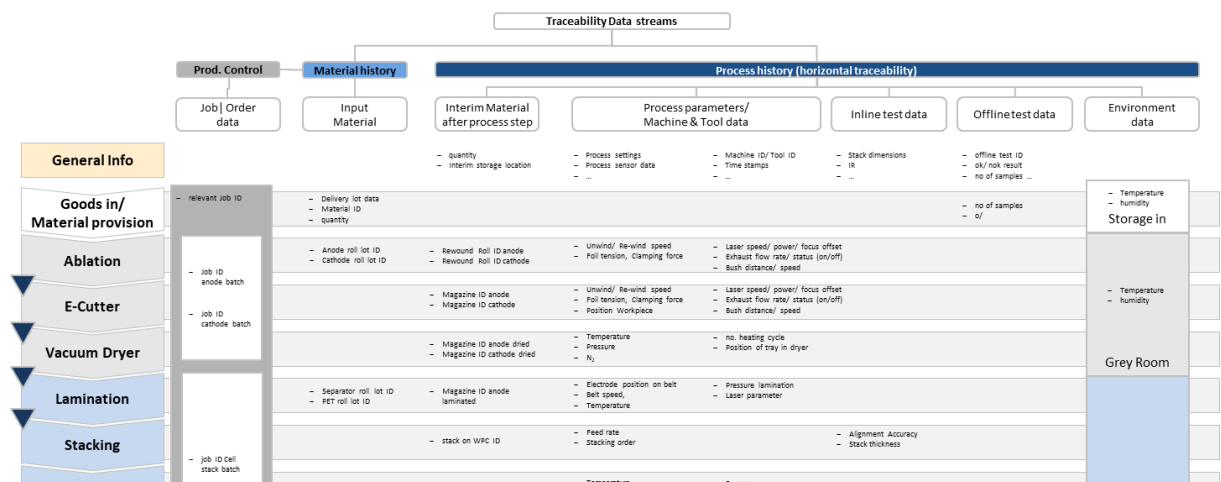 Traceability Data streams
Prod. Control
Material history
Process history (horizontal traceability)
Job| Order
data
Input
Material
Interim Material
after process step
Process parameters/
Machine & Tool data
Inline test data
Offline test data
Environment
data
General Info
– quantity
– Interim storage location
– Process settings
– Process sensor data
– ...
– Machine ID/ Tool ID
– Time stamps
– ...
– Stack dimensions
– IR
– ...
– offline test ID
– ok/ nok result
– no of samples ...
Goods in/
Material provision
– relevant Job ID
– Delivery lot data
– Material ID
– quantity
– no of samples
– o/
– Temperature
– humidity
Storage in
Ablation
– Job ID
anode batch
– Anode roll lot ID
– Cathode roll lot ID
– Rewound Roll ID anode
– Rewound Roll ID cathode
– Unwind/ Re-wind speed
– Foil tension, Clamping force
– Laser speed/ power/ focus offset
– Exhaust flow rate/ status (on/off)
– Bush distance/ speed
E-Cutter
– Job ID
cathode batch
– Magazine ID anode
– Magazine ID cathode
– Unwind/ Re-wind speed
– Foil tension, Clamping force
– Position Workpiece
– Laser speed/ power/ focus offset
– Exhaust flow rate/ status (on/off)
– Bush distance/ speed
– Temperature
– humidity
Vacuum Dryer
– Magazine ID anode dried
– Magazine ID cathode dried
– Temperature
– Pressure
– N₂
– no. heating cycle
– Position of tray in dryer
Grey Room
Lamination
– Separator roll lot ID
– PET roll lot ID
– Magazine ID anode
laminated
– Electrode position on belt
– Belt speed,
– Temperature
– Pressure lamination
– Laser parameter
Stacking
– job ID Cell
stack batch
– stack on WPC ID
– Feed rate
– Stacking order
– Alignment Accuracy
– Stack thickness